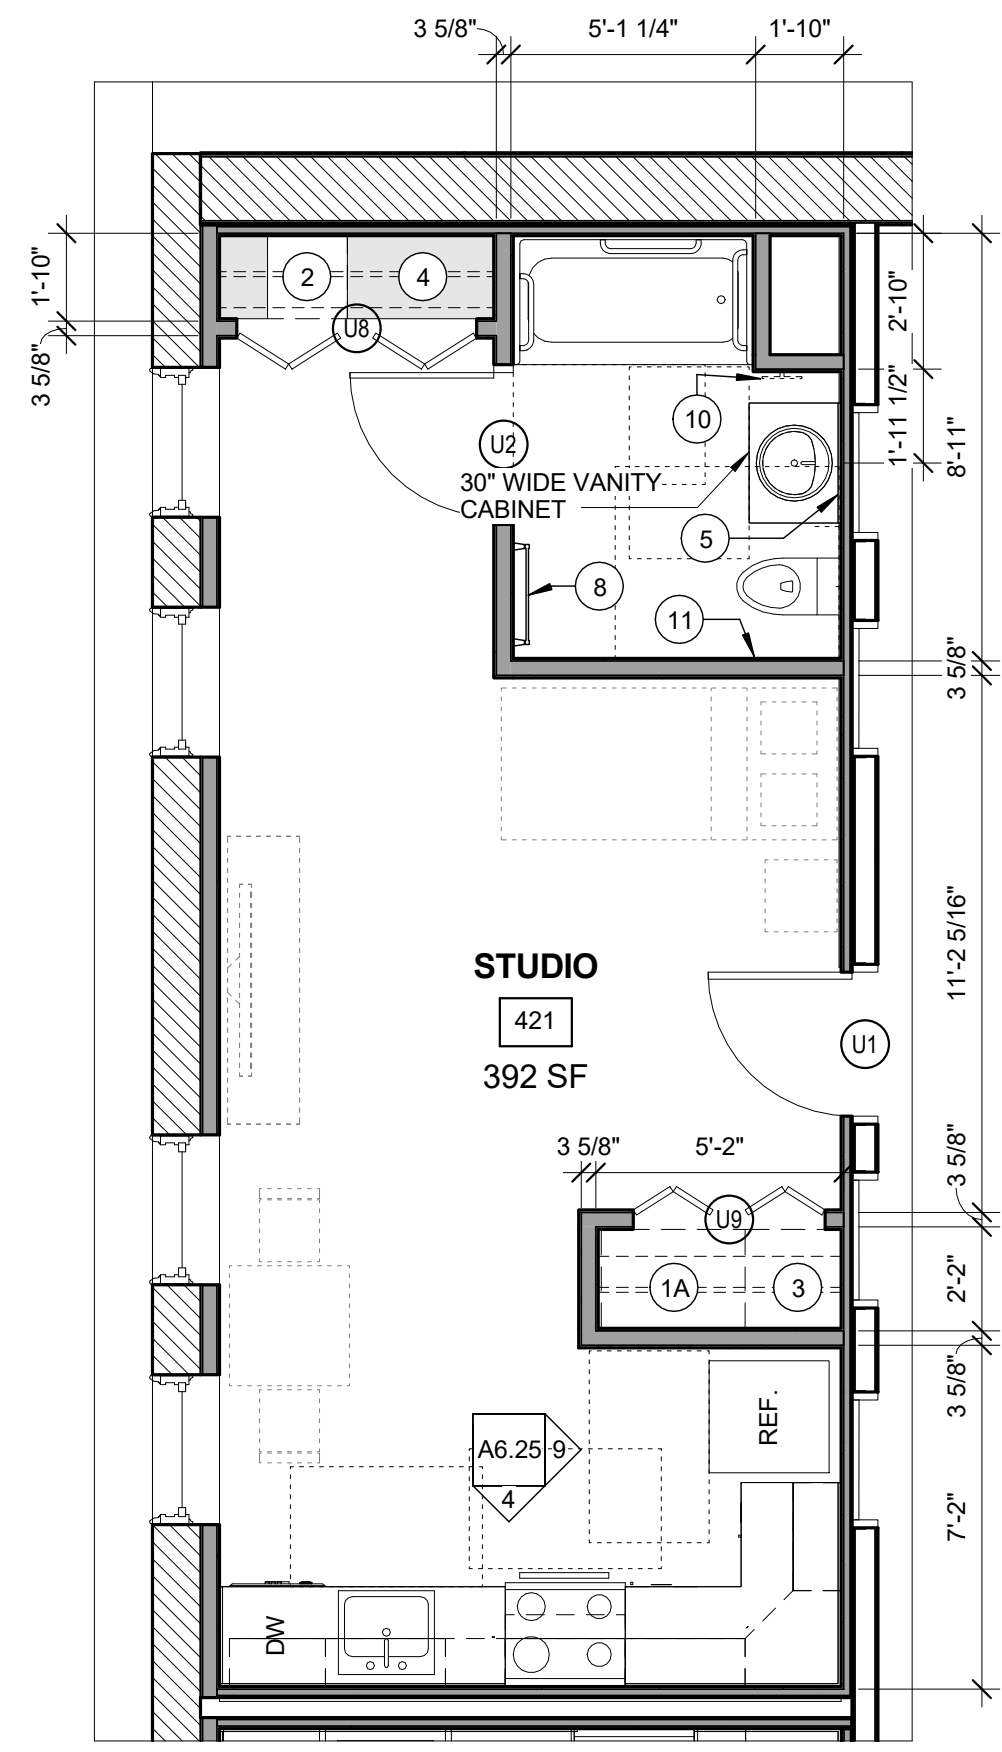 3 5/8"
5'-1 1/4"
1'-10"
1'-10"
3 5/8"
2
4
U8
2'-10"
1'-11 1/2"
8'-11"
10
U2
30" WIDE VANITY
CABINET
5
8
11
3 5/8"
STUDIO
421
392 SF
11'-2 5/16"
U1
3 5/8"
5'-2"
3 5/8"
U9
1A
3
2'-2"
3 5/8"
REF.
A6.25
9
4
7'-2"
DW